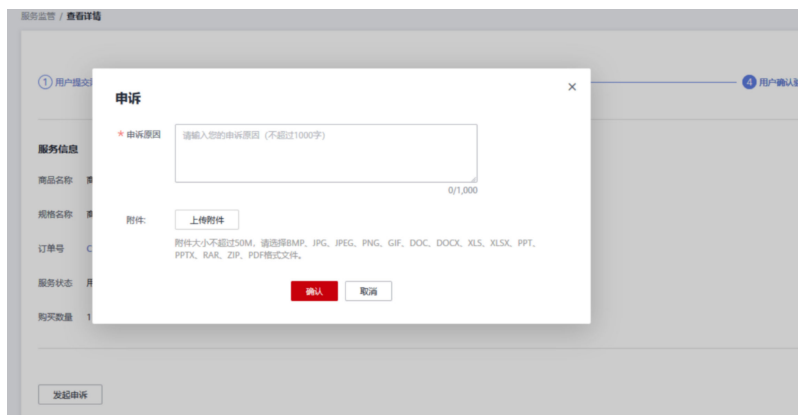 服务监管 / 查看详情
1 用户提交
4 用户确认
申诉
* 申诉原因
请输入您的申诉原因（不超过1000字）
0/1,000
附件:
上传附件
附件大小不超过50M，请选择BMP、JPG、JPEG、PNG、GIF、DOC、DOCX、XLS、XLSX、PPT、
PPTX、RAR、ZIP、PDF格式文件。
确认
取消
服务信息
商品名称
规格名称
订单号 C
服务状态 用
购买数量 1
发起申诉